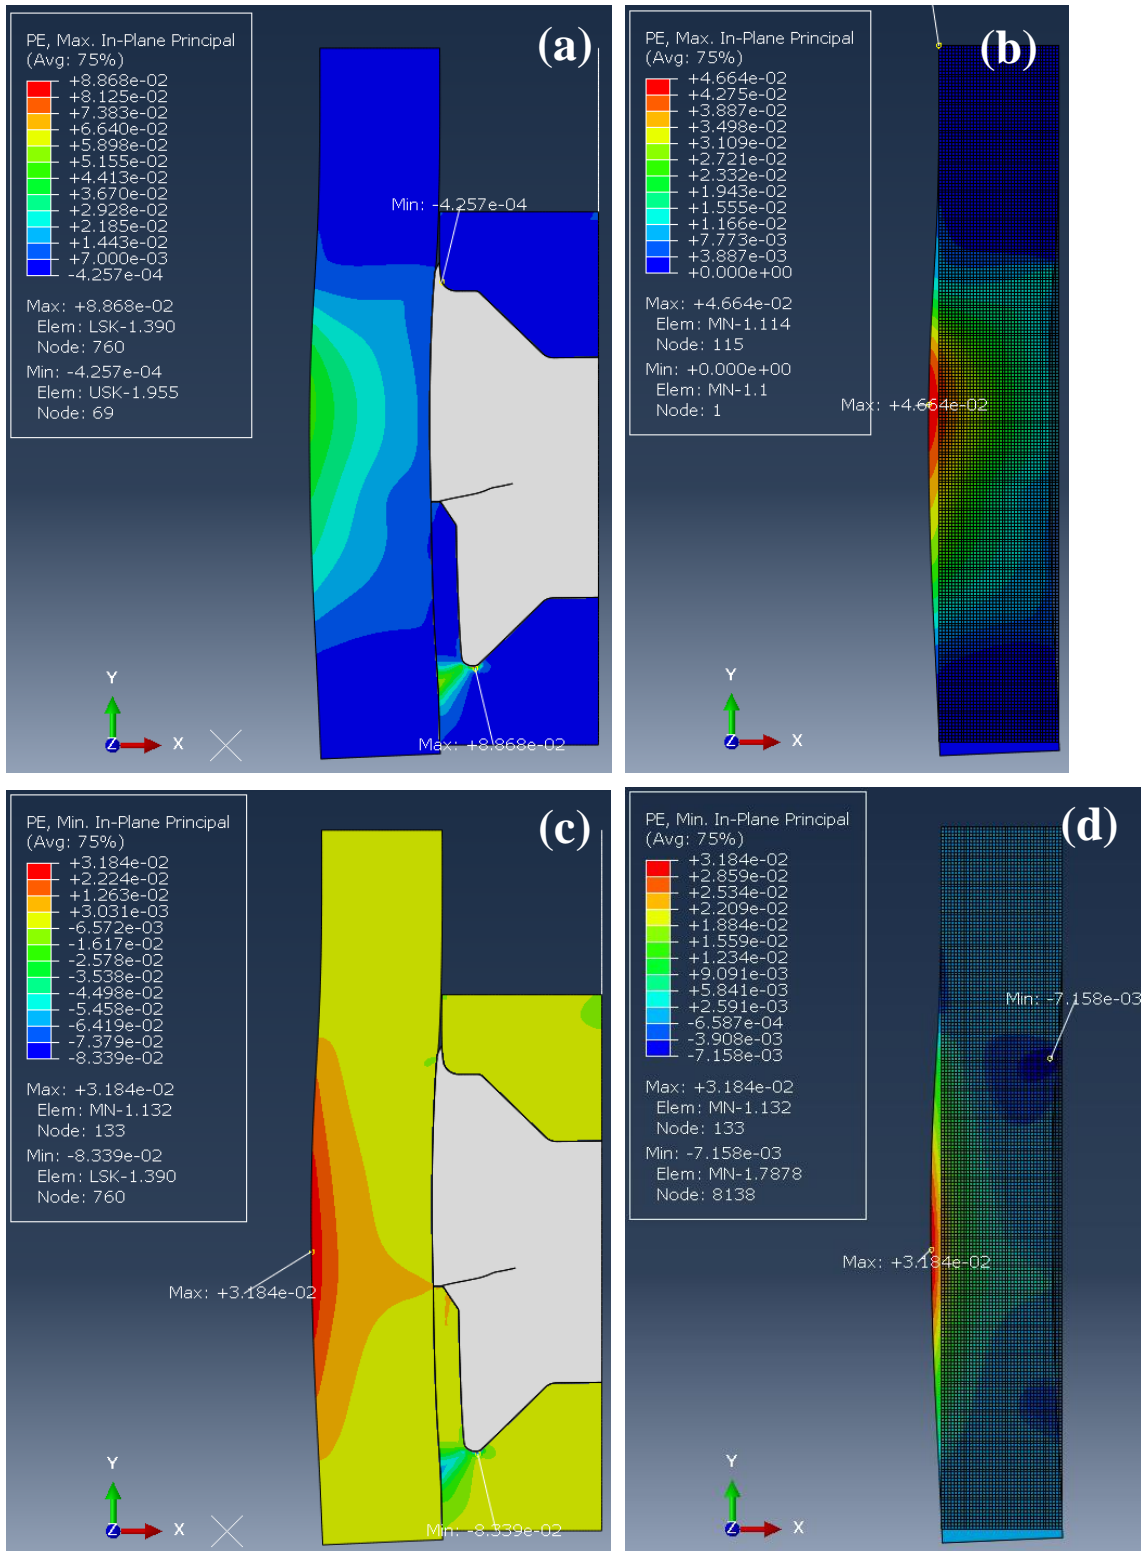 (a)
PE, Max. In-Plane Principal
(Avg: 75%)
+8.868e-02
+8.125e-02
+7.383e-02
+6.640e-02
+5.898e-02
+5.155e-02
+4.413e-02
+3.670e-02
+2.928e-02
+2.185e-02
+1.443e-02
+7.000e-03
-4.257e-04
Max: +8.868e-02
Elem: LSK-1.390
Node: 760
Min: -4.257e-04
Elem: USK-1.955
Node: 69
Min: -4.257e-04
Max: +8.868e-02
Y
Z
X
(b)
PE, Max. In-Plane Principal
(Avg: 75%)
+4.664e-02
+4.275e-02
+3.887e-02
+3.498e-02
+3.109e-02
+2.721e-02
+2.332e-02
+1.943e-02
+1.555e-02
+1.166e-02
+7.773e-03
+3.887e-03
+0.000e+00
Max: +4.664e-02
Elem: MN-1.114
Node: 115
Min: +0.000e+00
Elem: MN-1.1
Node: 1
Max: +4.664e-02
Y
Z
X
(c)
PE, Min. In-Plane Principal
(Avg: 75%)
+3.184e-02
+2.224e-02
+1.263e-02
+3.031e-03
-6.572e-03
-1.617e-02
-2.578e-02
-3.538e-02
-4.498e-02
-5.458e-02
-6.419e-02
-7.379e-02
-8.339e-02
Max: +3.184e-02
Elem: MN-1.132
Node: 133
Min: -8.339e-02
Elem: LSK-1.390
Node: 760
Max: +3.184e-02
Min: -8.339e-02
Y
Z
X
(d)
PE, Min. In-Plane Principal
(Avg: 75%)
+3.184e-02
+2.859e-02
+2.534e-02
+2.209e-02
+1.884e-02
+1.559e-02
+1.234e-02
+9.091e-03
+5.841e-03
+2.591e-03
-6.587e-04
-3.908e-03
-7.158e-03
Max: +3.184e-02
Elem: MN-1.132
Node: 133
Min: -7.158e-03
Elem: MN-1.7878
Node: 8138
Min: -7.158e-03
Max: +3.184e-02
Y
Z
X